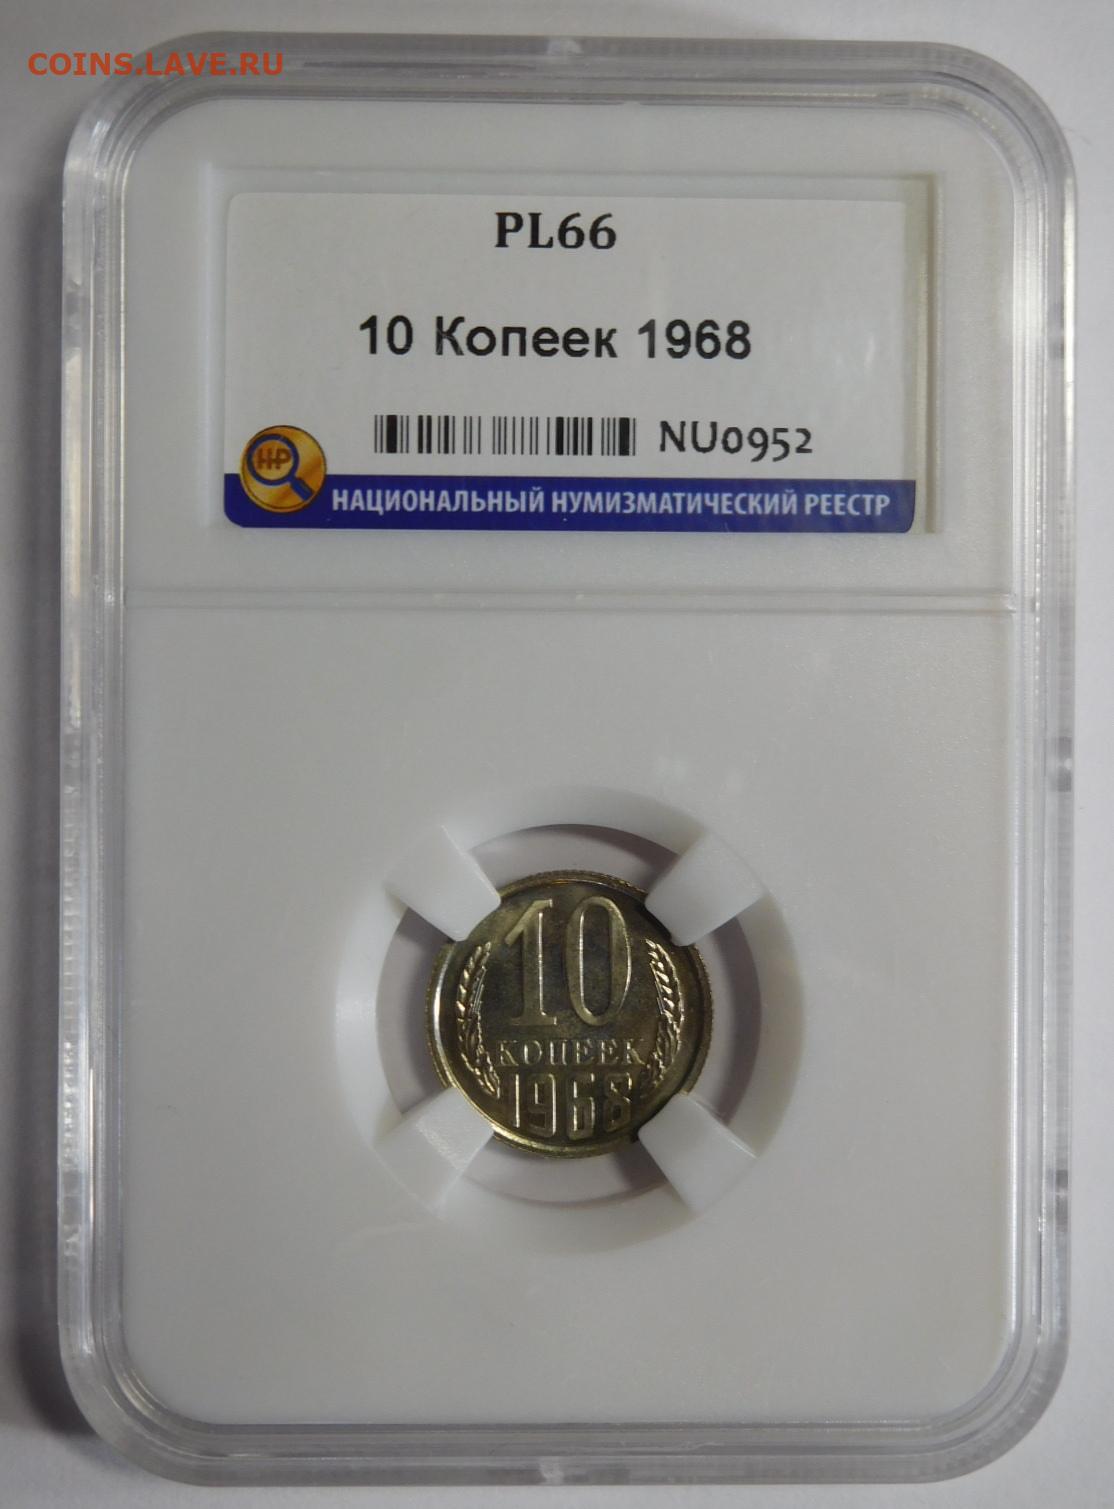 COINS.LAVE.RU
PL66
10 Копеек 1968
NU0952
НР
НАЦИОНАЛЬНЫЙ НУМИЗМАТИЧЕСКИЙ РЕЕСТР
10
КОПЕЕК
1968